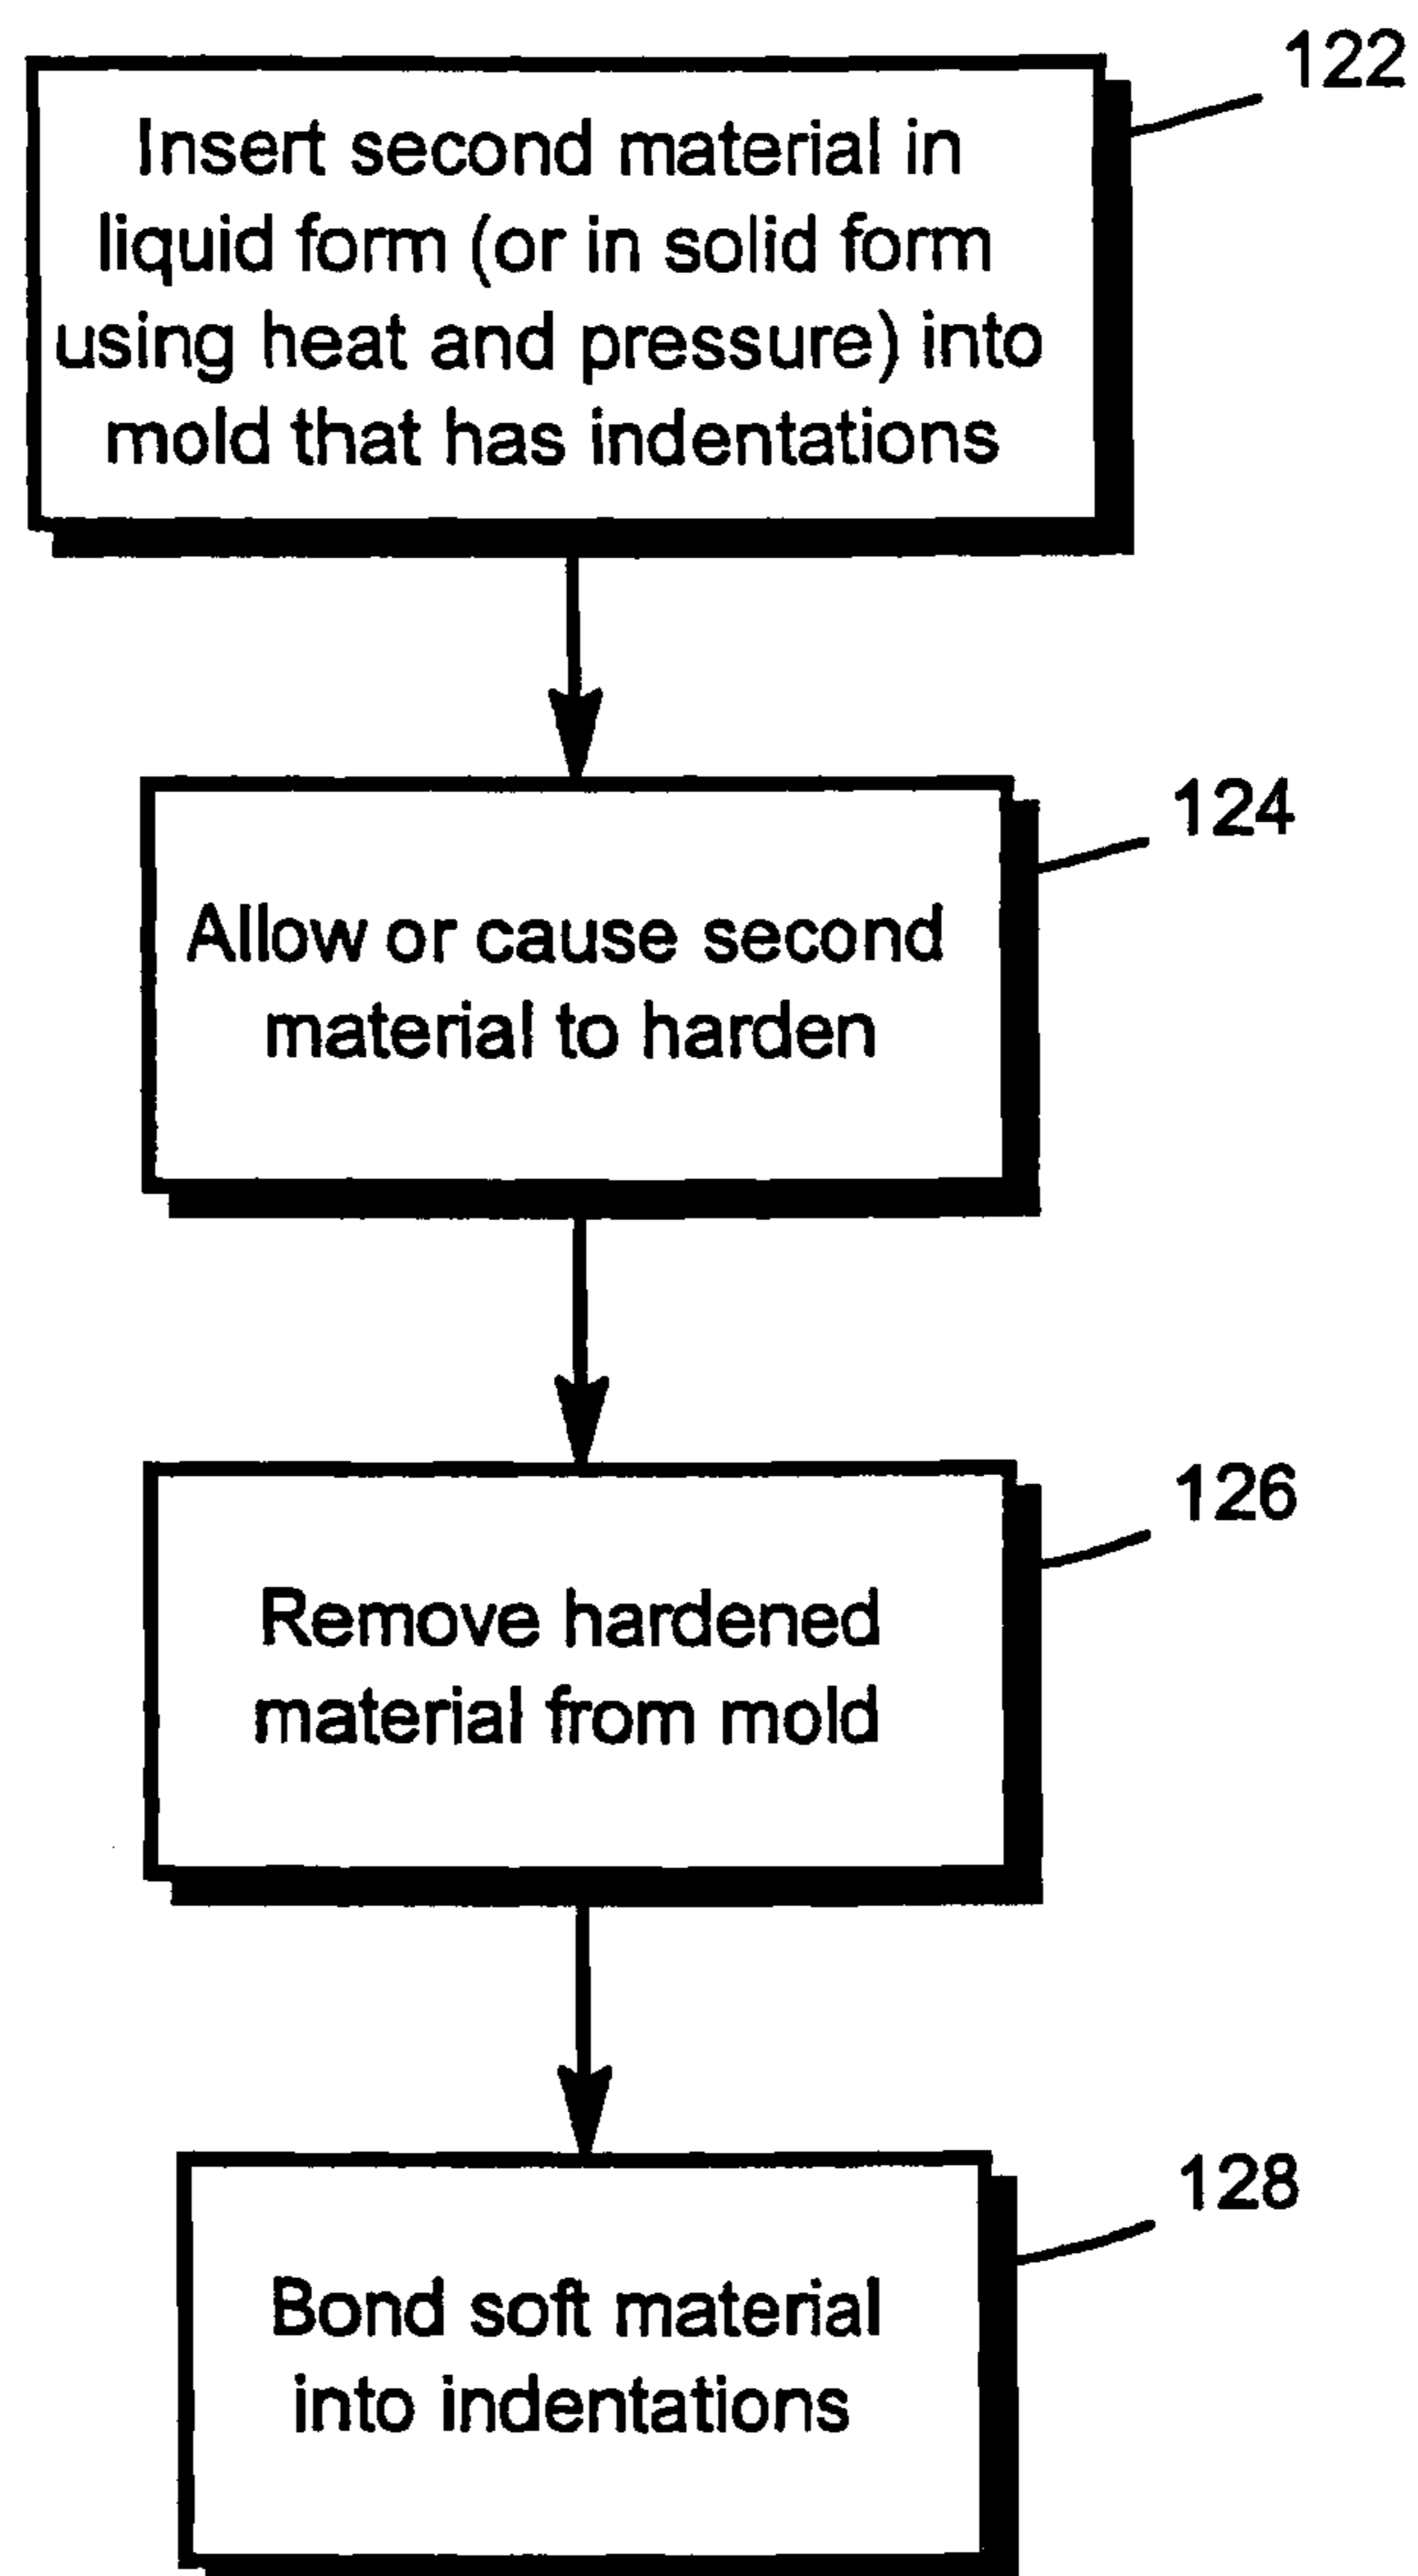 122
Insert second material in
liquid form (or in solid form
using heat and pressure) into
mold that has indentations
124
Allow or cause second
material to harden
126
Remove hardened
material from mold
128
Bond soft material
into indentations